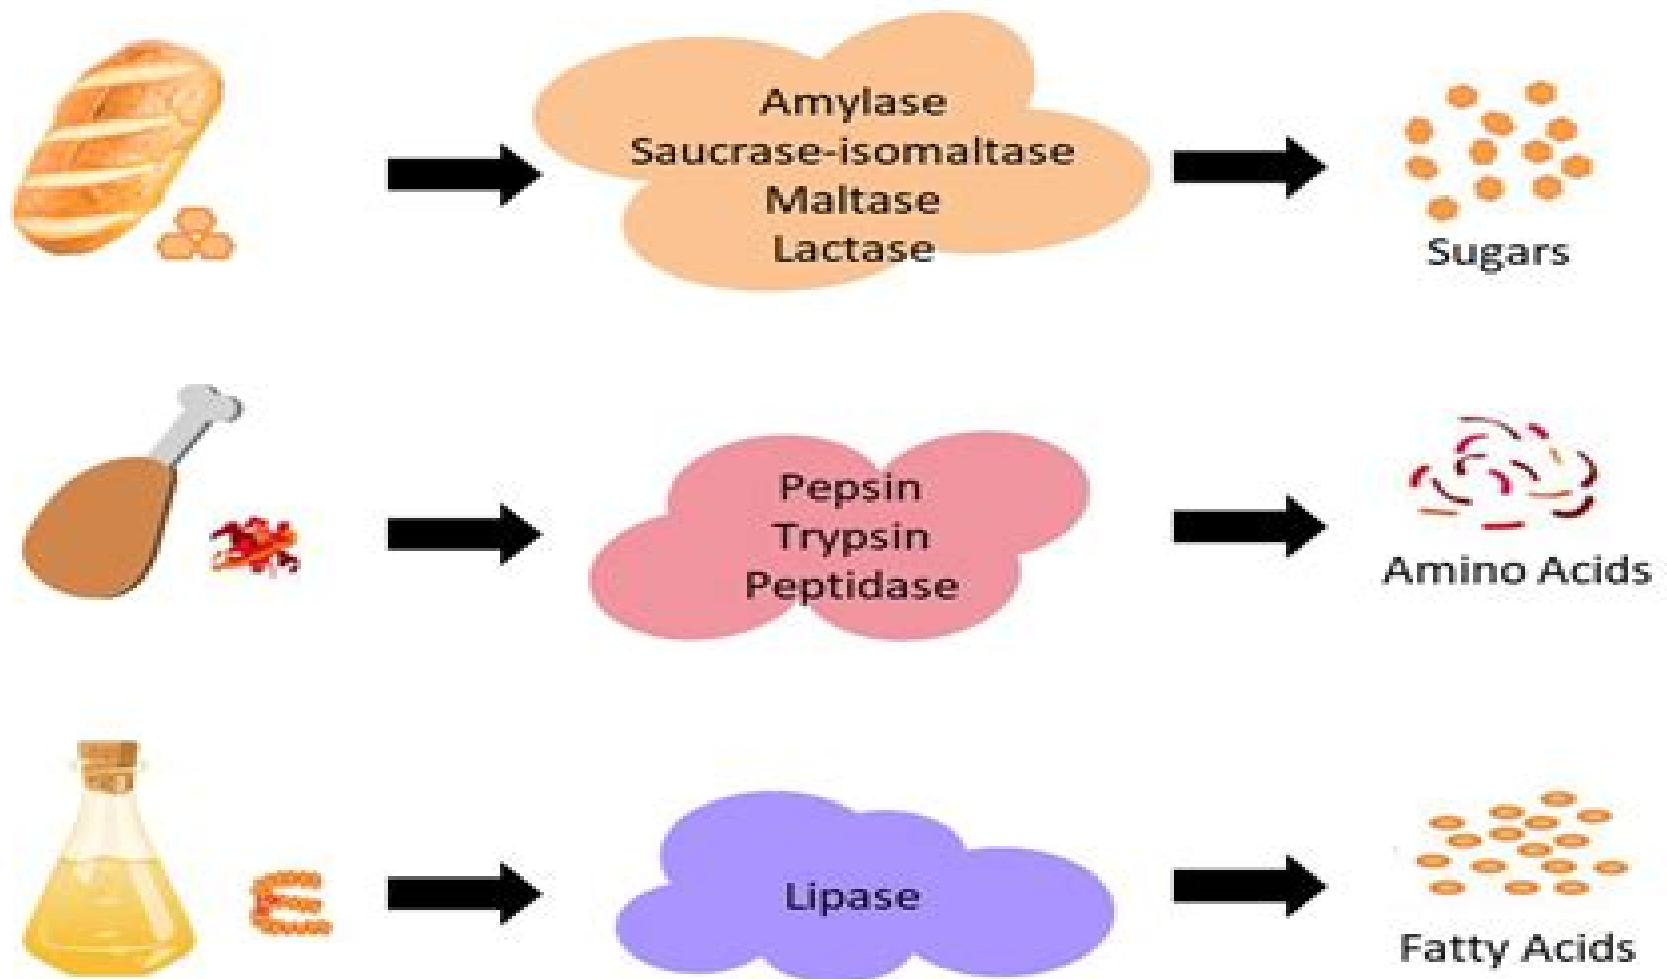 Amylase
Saucrase-isomaltase
Maltase
Lactase
Sugars
Pepsin
Trypsin
Peptidase
Amino Acids
Lipase
Fatty Acids